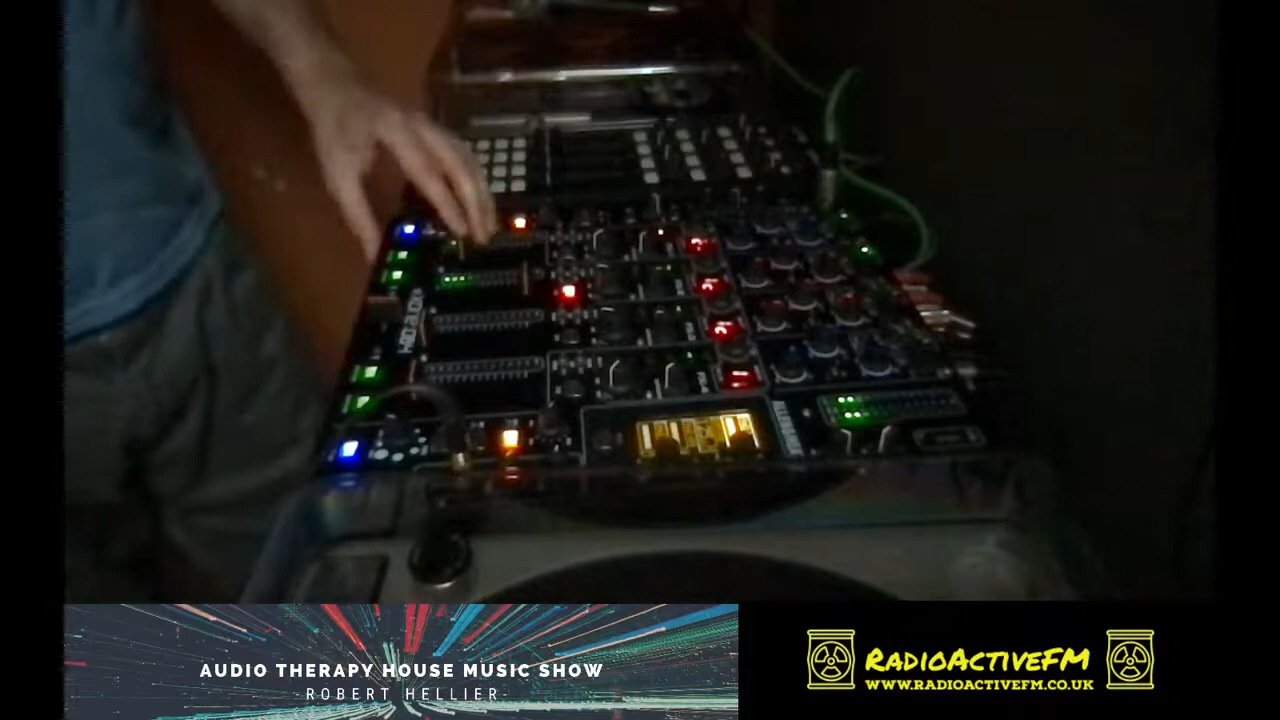 AUDIO THERAPY HOUSE MUSIC SHOW
-ROBERT HELLIER-
RADIOACTIVEFM
WWW.RADIOACTIVEFM.CO.UK